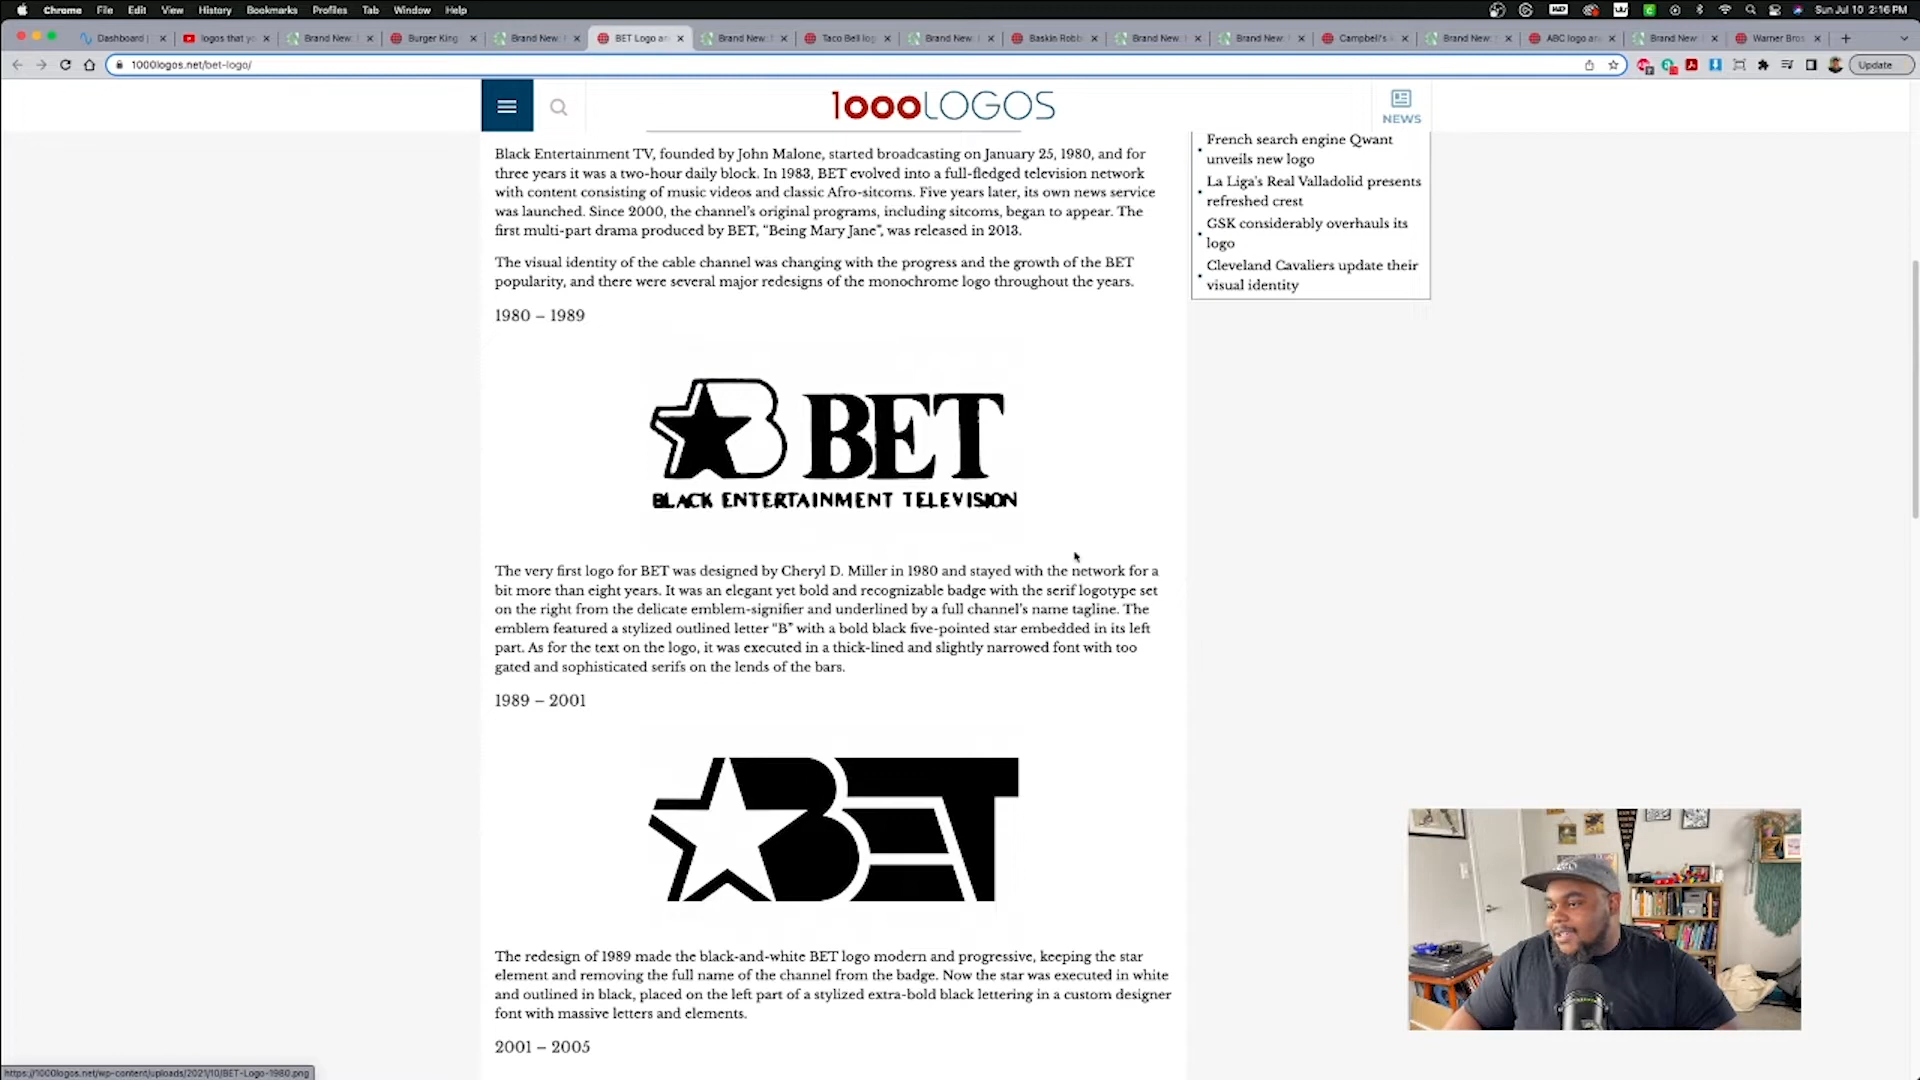 Chrome File Edit View History Bookmarks Profiles Tab Window Help
Sun Jul 10 2:16 PM
Dashboard
logos that yo
Brand New:
Burger King
Brand New:
BET Logo an
Brand New:
Taco Bell log
Brand New:
Baskin Robb
Brand New:
Brand New:
Campbell's
Brand New:
ABC logo an
Brand New:
Warner Bros
1000logos.net/bet-logo/
Update
1000LOGOS
NEWS
Black Entertainment TV, founded by John Malone, started broadcasting on January 25, 1980, and for
three years it was a two-hour daily block. In 1983, BET evolved into a full-fledged television network
with content consisting of music videos and classic Afro-sitcoms. Five years later, its own news service
was launched. Since 2000, the channel's original programs, including sitcoms, began to appear. The
first multi-part drama produced by BET, “Being Mary Jane”, was released in 2013.
The visual identity of the cable channel was changing with the progress and the growth of the BET
popularity, and there were several major redesigns of the monochrome logo throughout the years.
1980 – 1989
B BET
BLACK ENTERTAINMENT TELEVISION
The very first logo for BET was designed by Cheryl D. Miller in 1980 and stayed with the network for a
bit more than eight years. It was an elegant yet bold and recognizable badge with the serif logotype set
on the right from the delicate emblem-signifier and underlined by a full channel's name tagline. The
emblem featured a stylized outlined letter “B” with a bold black five-pointed star embedded in its left
part. As for the text on the logo, it was executed in a thick-lined and slightly narrowed font with too
gated and sophisticated serifs on the lends of the bars.
1989 – 2001
BET
The redesign of 1989 made the black-and-white BET logo modern and progressive, keeping the star
element and removing the full name of the channel from the badge. Now the star was executed in white
and outlined in black, placed on the left part of a stylized extra-bold black lettering in a custom designer
font with massive letters and elements.
2001 – 2005
French search engine Qwant
unveils new logo
La Liga's Real Valladolid presents
refreshed crest
GSK considerably overhauls its
logo
Cleveland Cavaliers update their
visual identity
https://1000logos.net/wp-content/uploads/2021/10/BET-Logo-1980.png